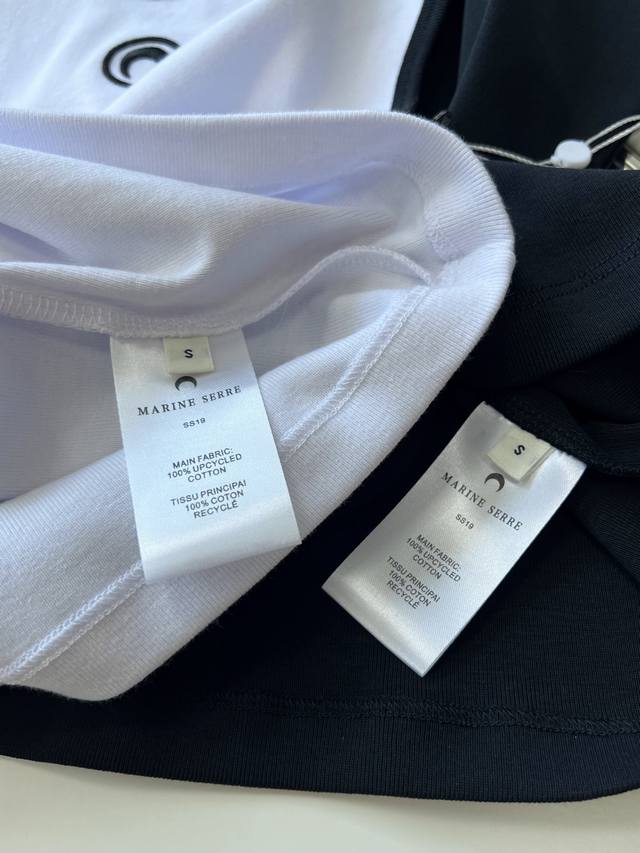 S
MARINE SERRE
SS19
MAIN FABRIC:
100% UPCYCLED
COTTON
TISSU PRINCIPAI
100% COTON
RECYCLÉ
S
MARINE SERRE
SS19
MAIN FABRIC:
100% UPCYCLED
COTTON
TISSU PRINCIPAI
100% COTON
RECYCLÉ